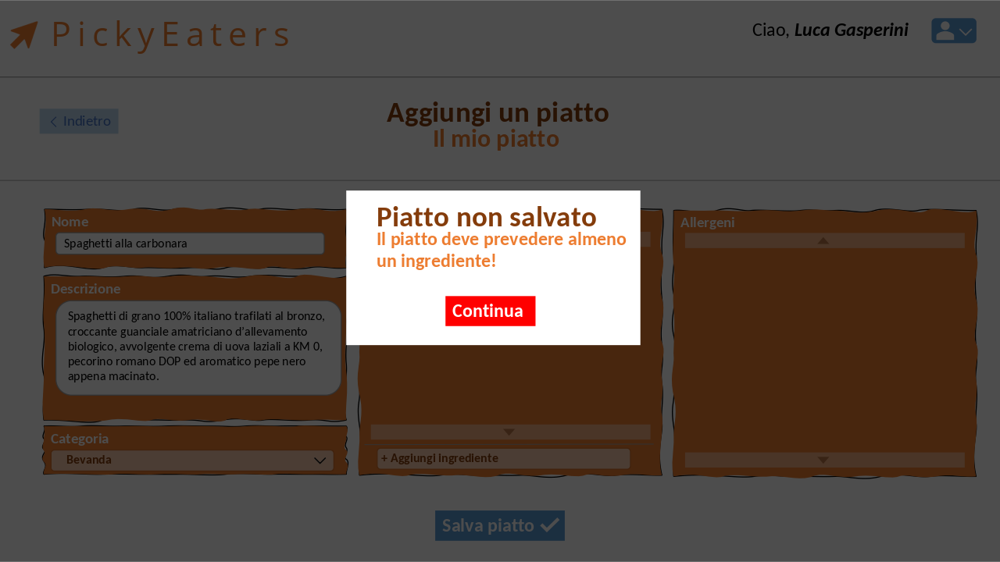 PickyEaters
Ciao, Luca Gasperini
Indietro
Aggiungi un piatto
Il mio piatto
Piatto non salvato
Il piatto deve prevedere almeno
un ingrediente!
Continua
Nome
Spaghetti alla carbonara
Descrizione
Spaghetti di grano 100% italiano trafilati al bronzo,
croccante guanciale amatriciano d’allevamento
biologico, avvolgente crema di uova laziali a KM 0,
pecorino romano DOP ed aromatico pepe nero
appena macinato.
Categoria
Bevanda
+ Aggiungi ingrediente
Allergeni
Salva piatto